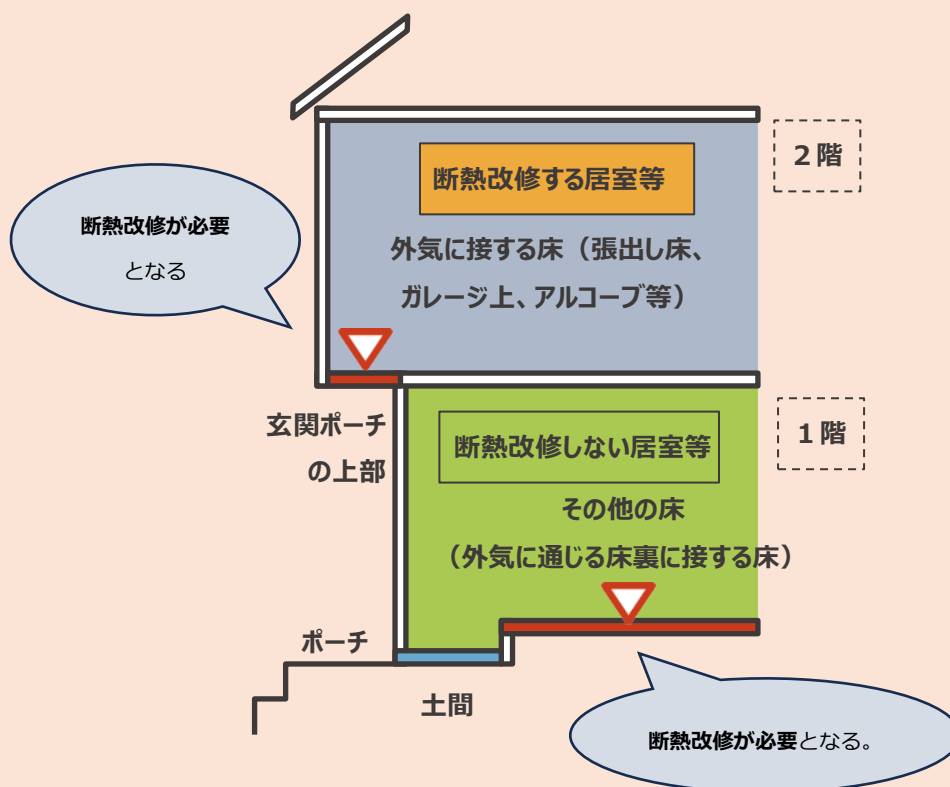 ２階
断熱改修する居室等
断熱改修が必要
となる
外気に接する床（張出し床、
ガレージ上、アルコーブ等）
玄関ポーチ
の上部
１階
断熱改修しない居室等
その他の床
（外気に通じる床裏に接する床）
ポーチ
土間
断熱改修が必要となる。